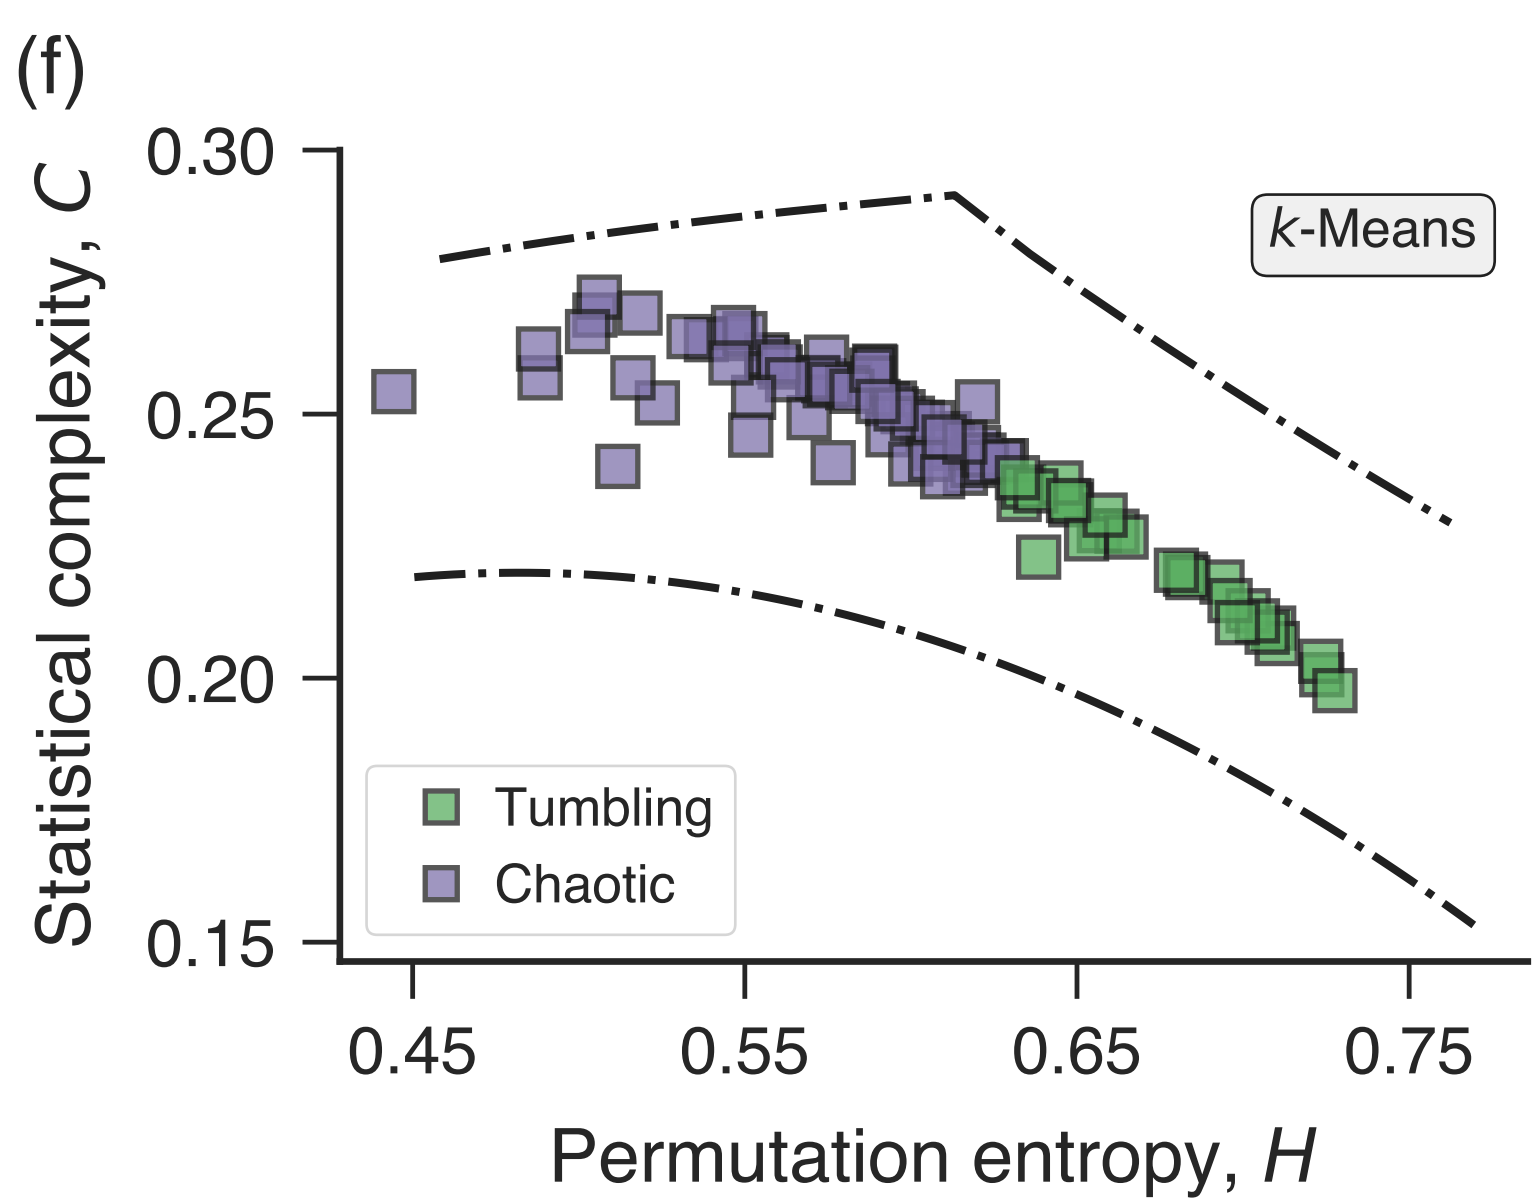 (f)
Statistical complexity, C
0.30
0.25
0.20
0.15
k-Means
Tumbling
Chaotic
0.45
0.55
0.65
0.75
Permutation entropy, H